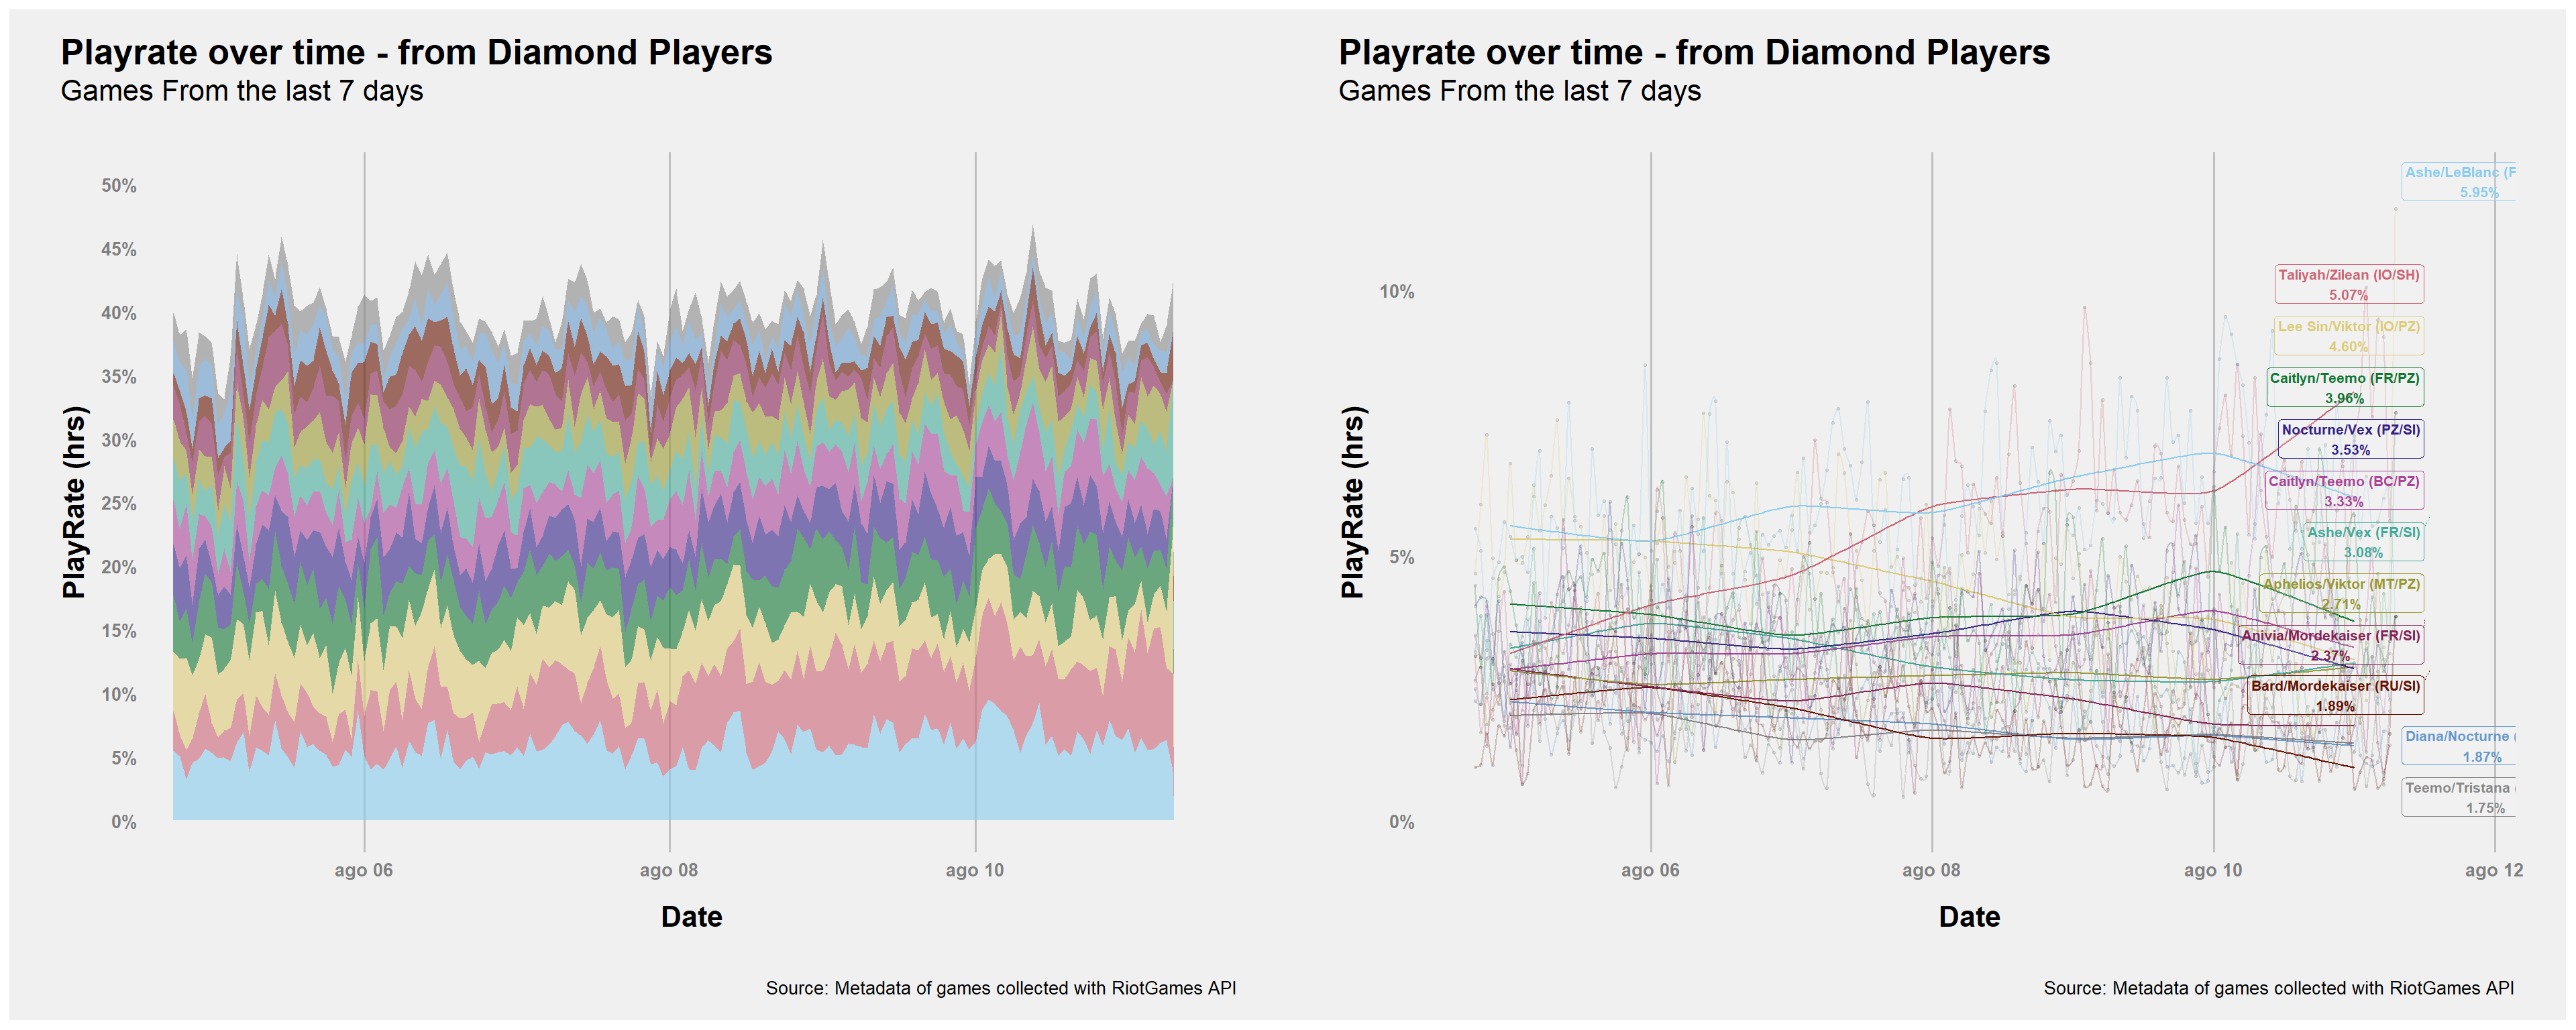 Playrate over time - from Diamond Players
Games From the last 7 days
PlayRate (hrs)
50%
45%
40%
35%
30%
25%
20%
15%
10%
5%
0%
ago 06
ago 08
ago 10
Date
Source: Metadata of games collected with RiotGames API
Playrate over time - from Diamond Players
Games From the last 7 days
PlayRate (hrs)
10%
5%
0%
Ashe/LeBlanc (F
5.95%
Taliyah/Zilean (IO/SH)
5.07%
Lee Sin/Viktor (IO/PZ)
4.60%
Caitlyn/Teemo (FR/PZ)
3.96%
Nocturne/Vex (PZ/SI)
3.53%
Caitlyn/Teemo (BC/PZ)
3.33%
Ashe/Vex (FR/SI)
3.08%
Aphelios/Viktor (MT/PZ)
2.71%
Anivia/Mordekaiser (FR/SI)
2.37%
Bard/Mordekaiser (RU/SI)
1.89%
Diana/Nocturne (
1.87%
Teemo/Tristana (
1.75%
ago 06
ago 08
ago 10
ago 12
Date
Source: Metadata of games collected with RiotGames API